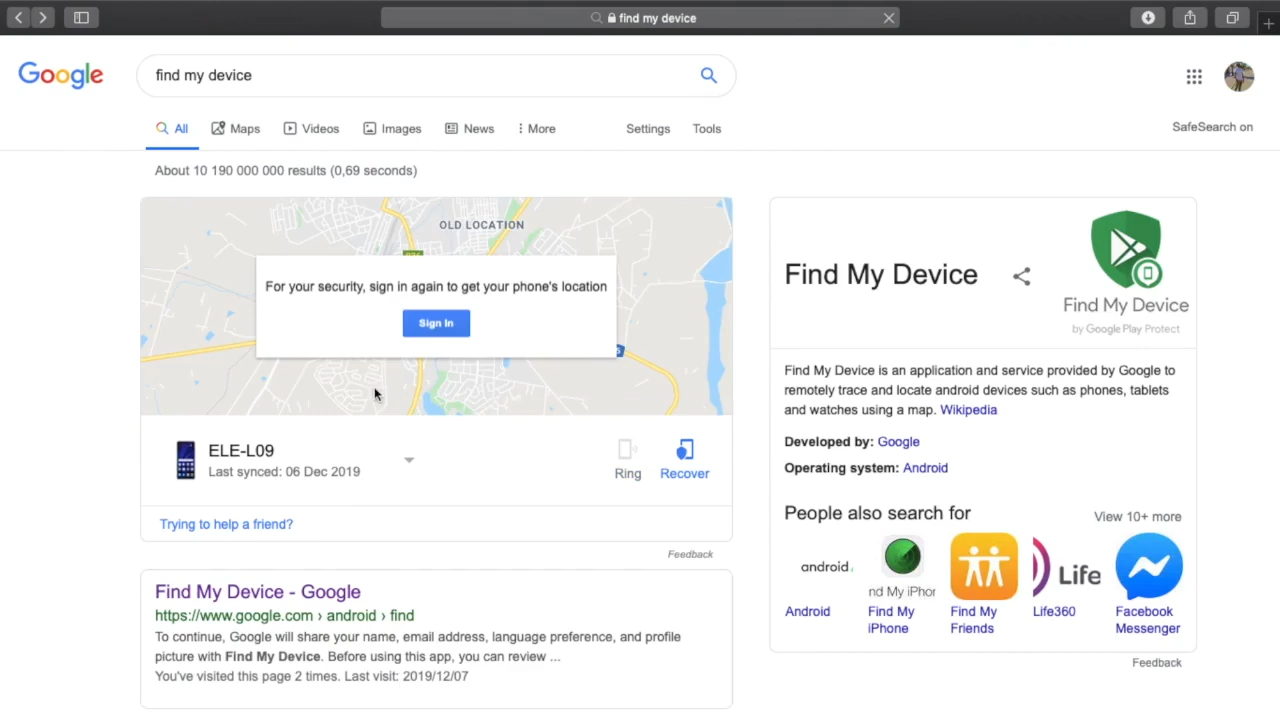 find my device
Google
find my device
All
Maps
Videos
Images
News
More
Settings
Tools
SafeSearch on
About 10 190 000 000 results (0,69 seconds)
OLD LOCATION
For your security, sign in again to get your phone's location
Sign In
ELE-L09
Last synced: 06 Dec 2019
Ring
Recover
Trying to help a friend?
Feedback
Find My Device - Google
https://www.google.com › android › find
To continue, Google will share your name, email address, language preference, and profile
picture with Find My Device. Before using this app, you can review ...
You've visited this page 2 times. Last visit: 2019/12/07
Find My Device
Find My Device
by Google Play Protect
Find My Device is an application and service provided by Google to
remotely trace and locate android devices such as phones, tablets
and watches using a map. Wikipedia
Developed by: Google
Operating system: Android
People also search for
View 10+ more
android
nd My iPhor
Life
Android
Find My
iPhone
Find My
Friends
Life360
Facebook
Messenger
Feedback